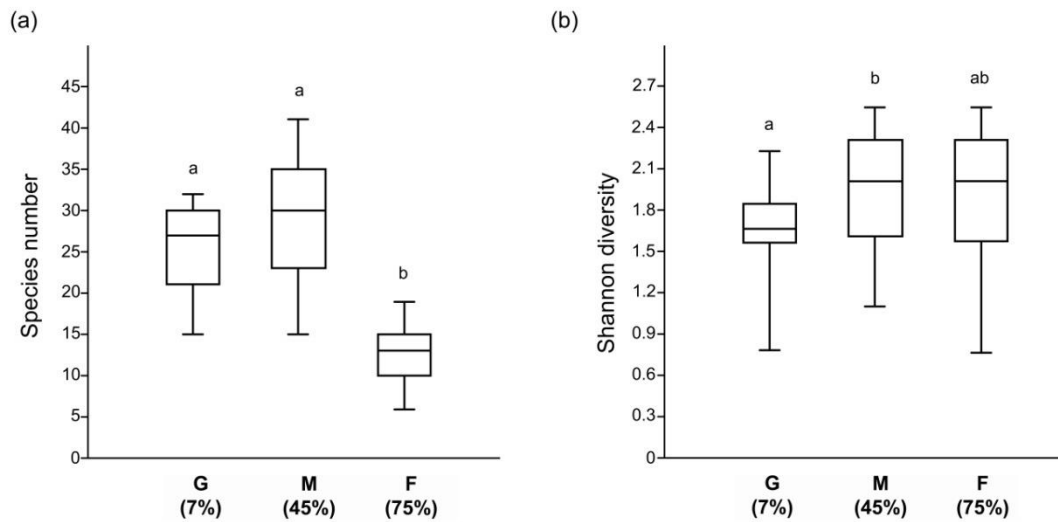 (a)
Species number
45
40
35
30
25
20
15
10
5
0
a
a
b
G
(7%)
M
(45%)
F
(75%)
(b)
Shannon diversity
2.7
2.4
2.1
1.8
1.5
1.2
0.9
0.6
0.3
0
a
b
ab
G
(7%)
M
(45%)
F
(75%)